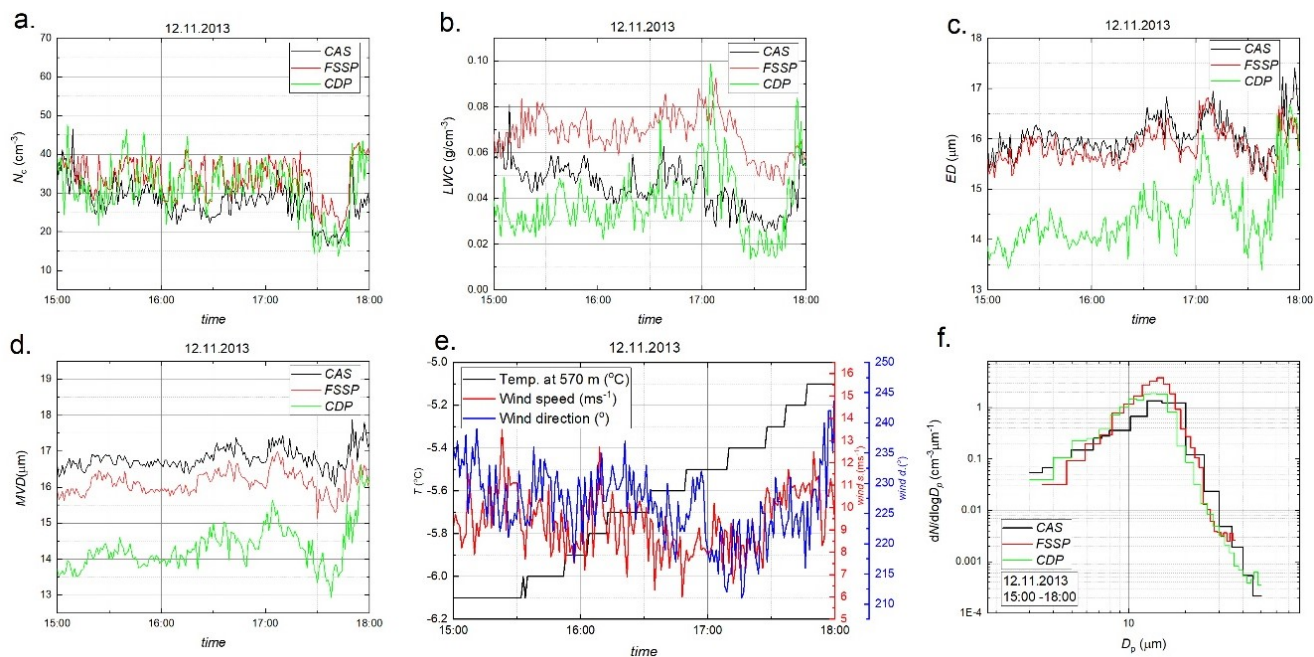 a.
12.11.2013
CAS
FSSP
CDP
70
60
50
40
30
20
10
N_c (cm⁻³)
15:00 16:00 17:00 18:00
time
b.
12.11.2013
CAS
FSSP
CDP
0.10
0.08
0.06
0.04
0.02
0.00
LWC (g/cm⁻³)
15:00 16:00 17:00 18:00
time
c.
12.11.2013
CAS
FSSP
CDP
18
17
16
15
14
13
ED (μm)
15:00 16:00 17:00 18:00
time
d.
12.11.2013
CAS
FSSP
CDP
19
18
17
16
15
14
13
MVD(μm)
15:00 16:00 17:00 18:00
time
e.
12.11.2013
Temp. at 570 m (°C)
Wind speed (ms⁻¹)
Wind direction (°)
-5.0
-5.2
-5.4
-5.6
-5.8
-6.0
-6.2
T (°C)
16
15
14
13
12
11
10
9
8
7
6
5
wind s.(ms⁻¹)
250
245
240
235
230
225
220
215
210
wind d.(°)
15:00 16:00 17:00 18:00
time
f.
1
0.1
0.01
0.001
1E-4
dN/dlogD_p (cm⁻³μm⁻¹)
CAS
FSSP
CDP
12.11.2013
15:00 -18:00
10
D_p (μm)